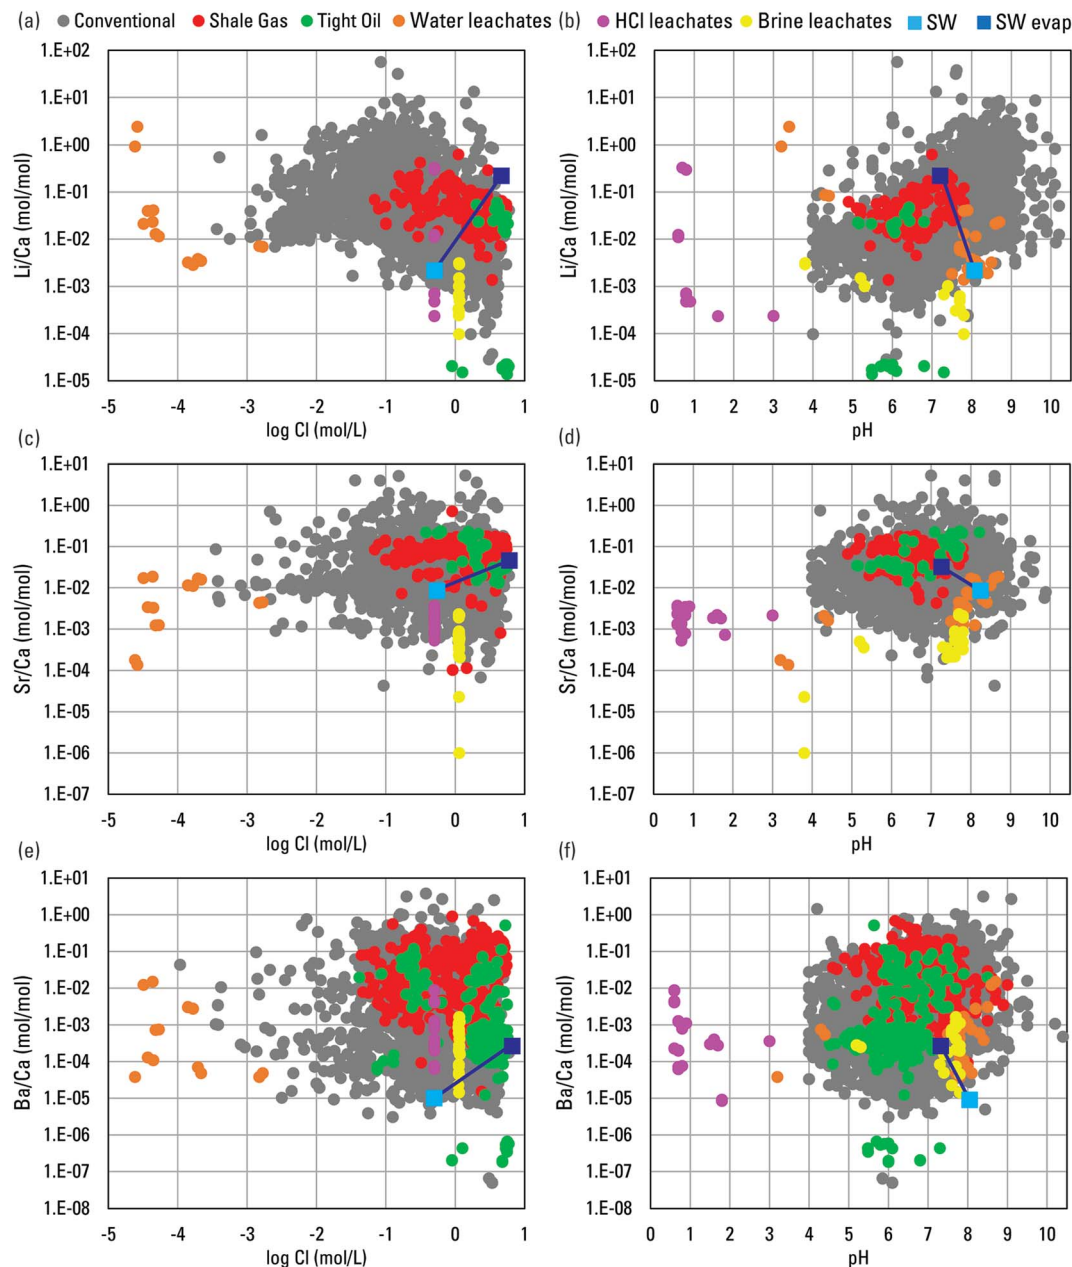 (a) Conventional Shale Gas Tight Oil Water leachates (b) HCl leachates Brine leachates SW SW evap
1.E+02 1.E+02
1.E+01 1.E+01
1.E+00 1.E+00
1.E-01 1.E-01
1.E-02 1.E-02
1.E-03 1.E-03
1.E-04 1.E-04
1.E-05 1.E-05
Li/Ca (mol/mol) Li/Ca (mol/mol)
-5 -4 -3 -2 -1 0 1 0 1 2 3 4 5 6 7 8 9 10
log Cl (mol/L) pH
(c) (d)
1.E+01 1.E+01
1.E+00 1.E+00
1.E-01 1.E-01
1.E-02 1.E-02
1.E-03 1.E-03
1.E-04 1.E-04
1.E-05 1.E-05
1.E-06 1.E-06
1.E-07 1.E-07
Sr/Ca (mol/mol) Sr/Ca (mol/mol)
-5 -4 -3 -2 -1 0 1 0 1 2 3 4 5 6 7 8 9 10
log Cl (mol/L) pH
(e) (f)
1.E+01 1.E+01
1.E+00 1.E+00
1.E-01 1.E-01
1.E-02 1.E-02
1.E-03 1.E-03
1.E-04 1.E-04
1.E-05 1.E-05
1.E-06 1.E-06
1.E-07 1.E-07
1.E-08 1.E-08
Ba/Ca (mol/mol) Ba/Ca (mol/mol)
-5 -4 -3 -2 -1 0 1 0 1 2 3 4 5 6 7 8 9 10
log Cl (mol/L) pH